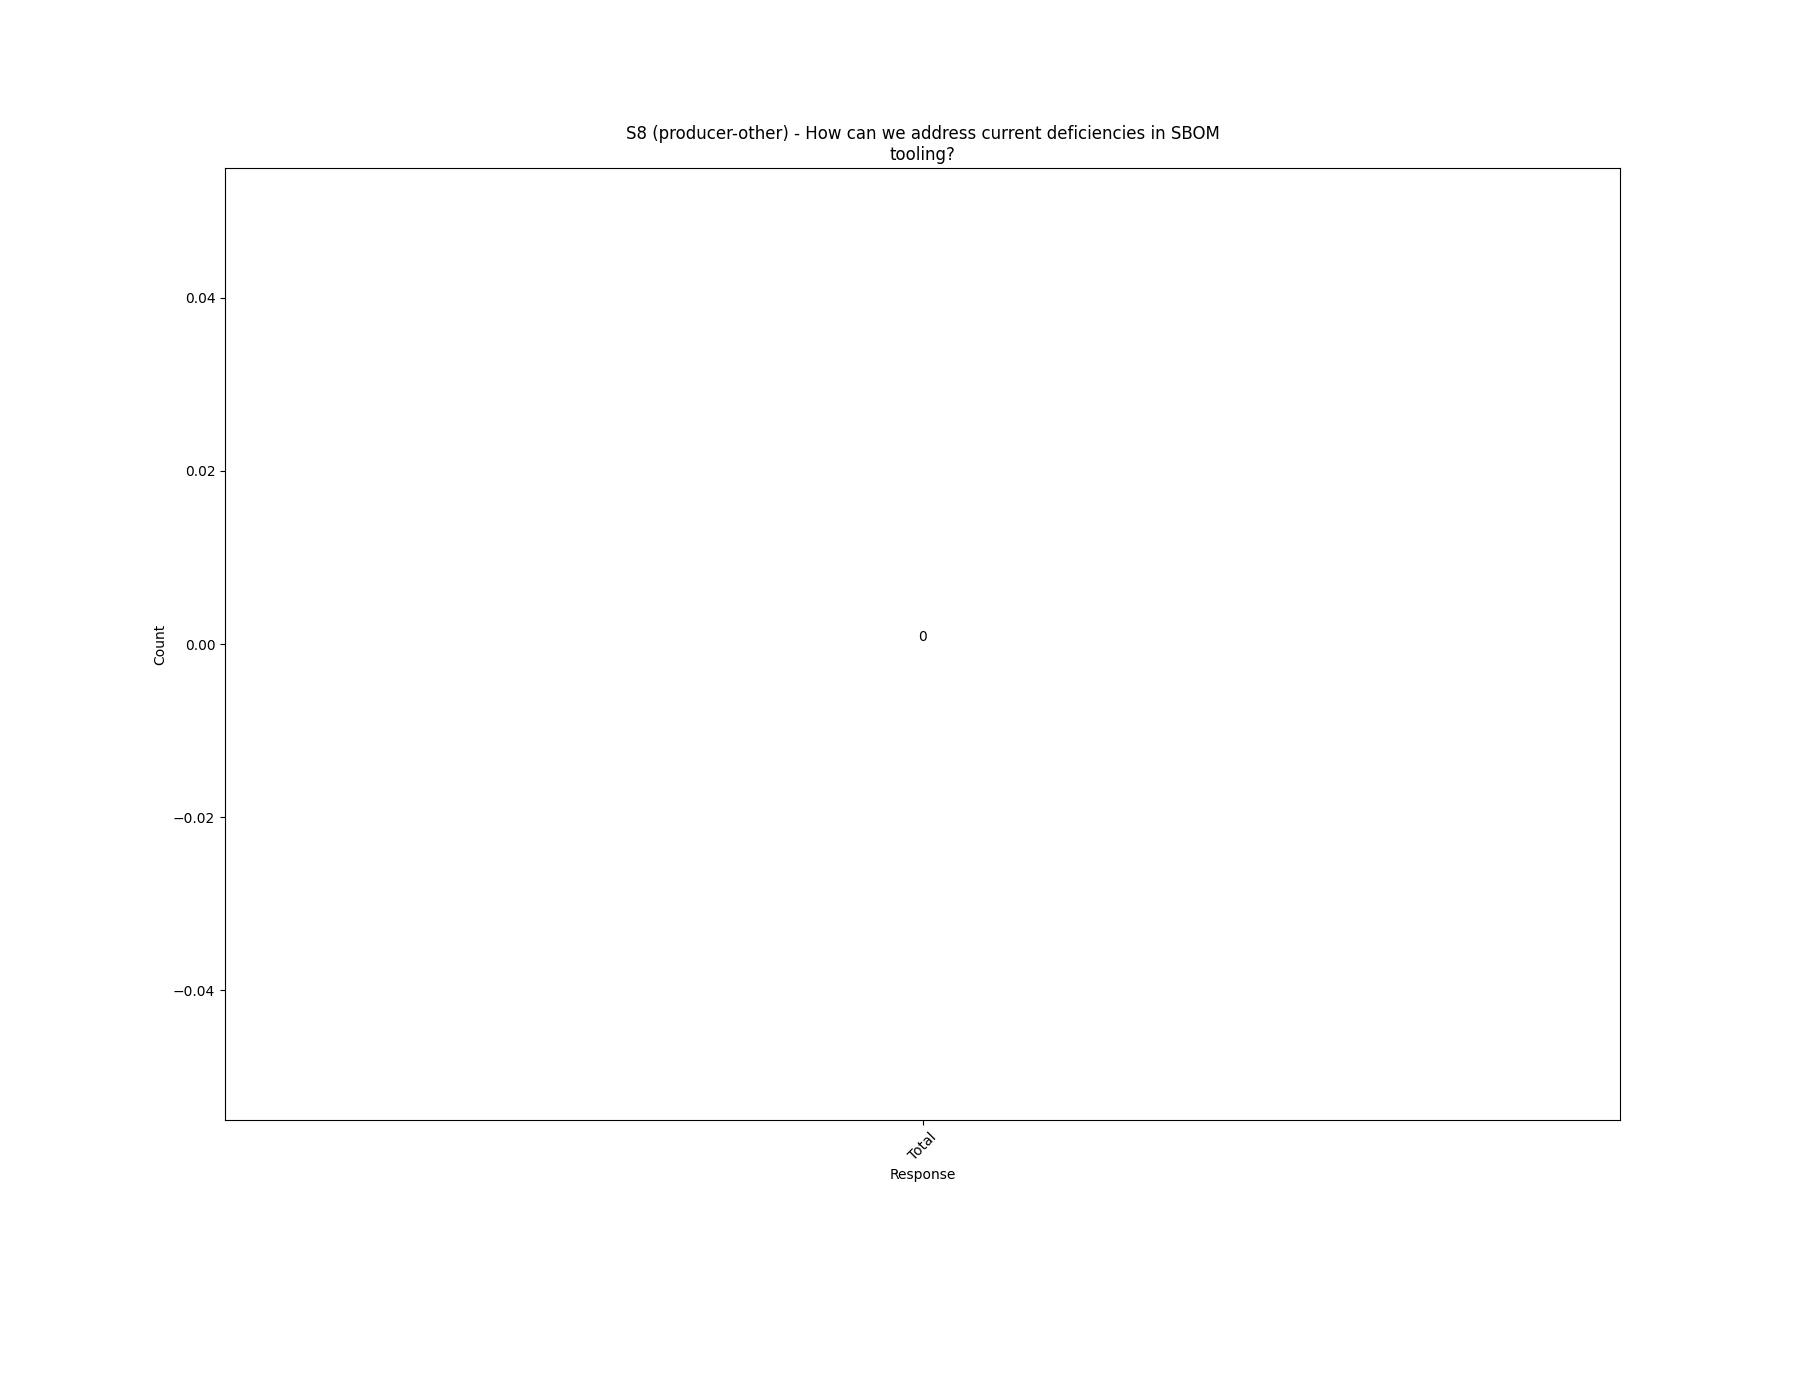 S8 (producer-other) - How can we address current deficiencies in SBOM
tooling?
0.04
0.02
0.00
−0.02
−0.04
Count
0
Total
Response